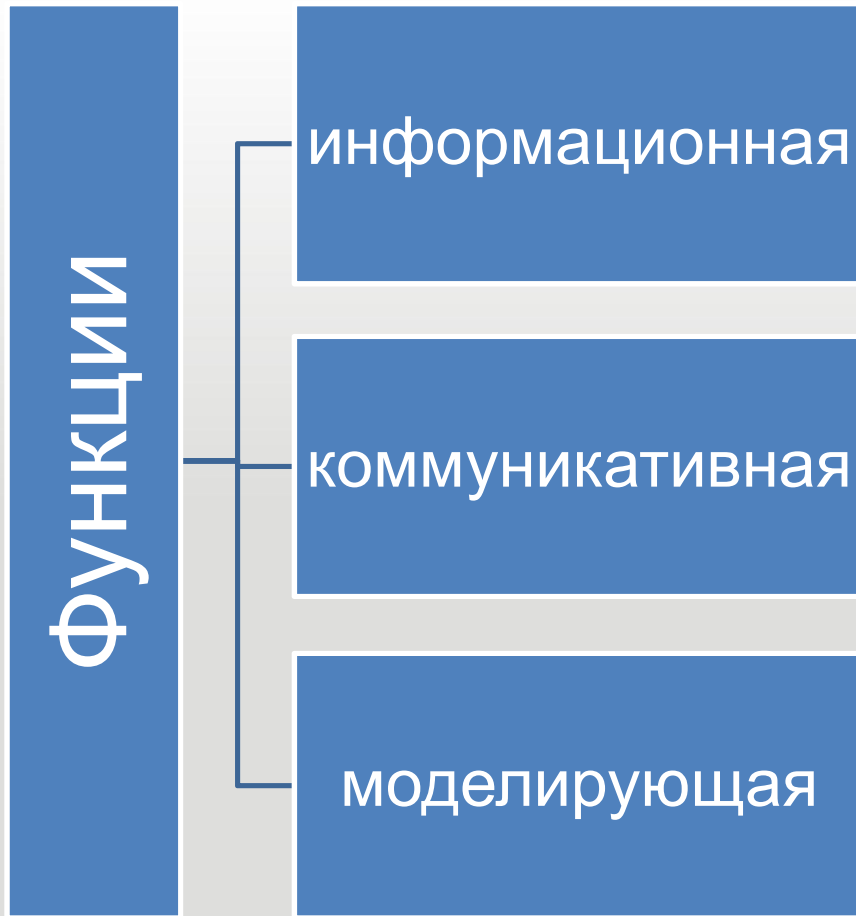 Функции
информационная
коммуникативная
моделирующая